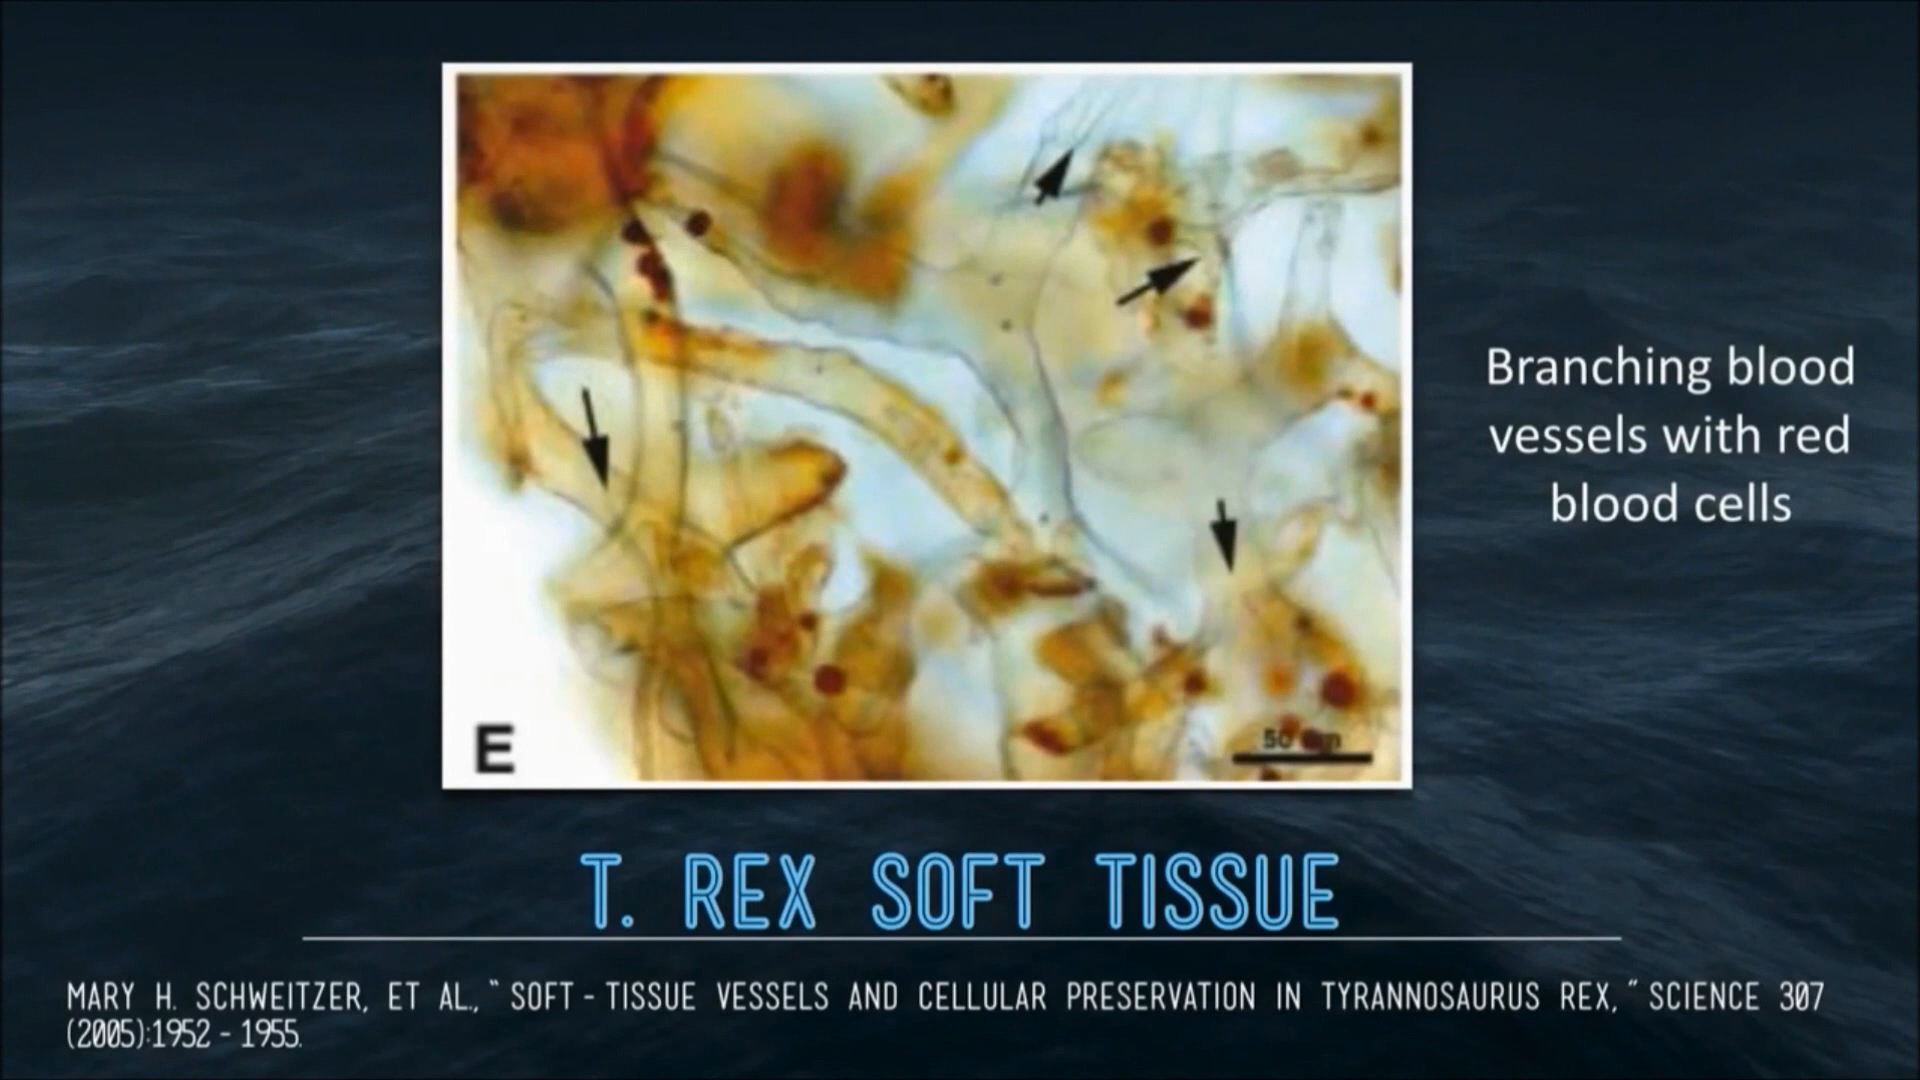 Branching blood
vessels with red
blood cells
E
50
T. REX SOFT TISSUE
MARY H. SCHWEITZER, ET AL., "SOFT-TISSUE VESSELS AND CELLULAR PRESERVATION IN TYRANNOSAURUS REX," SCIENCE 307
(2005):1952 - 1955.